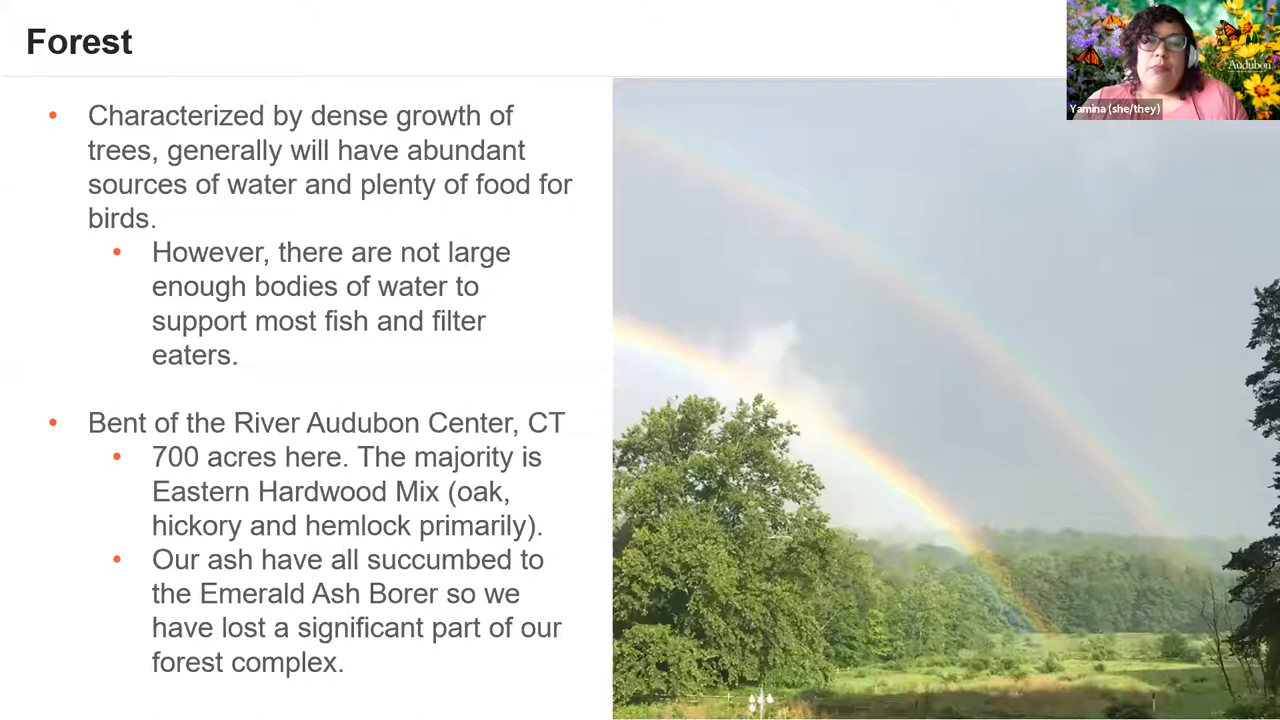 Forest
Audubon
Yamina (she/they)
• Characterized by dense growth of
trees, generally will have abundant
sources of water and plenty of food for
birds.
• However, there are not large
enough bodies of water to
support most fish and filter
eaters.
• Bent of the River Audubon Center, CT
• 700 acres here. The majority is
Eastern Hardwood Mix (oak,
hickory and hemlock primarily).
• Our ash have all succumbed to
the Emerald Ash Borer so we
have lost a significant part of our
forest complex.